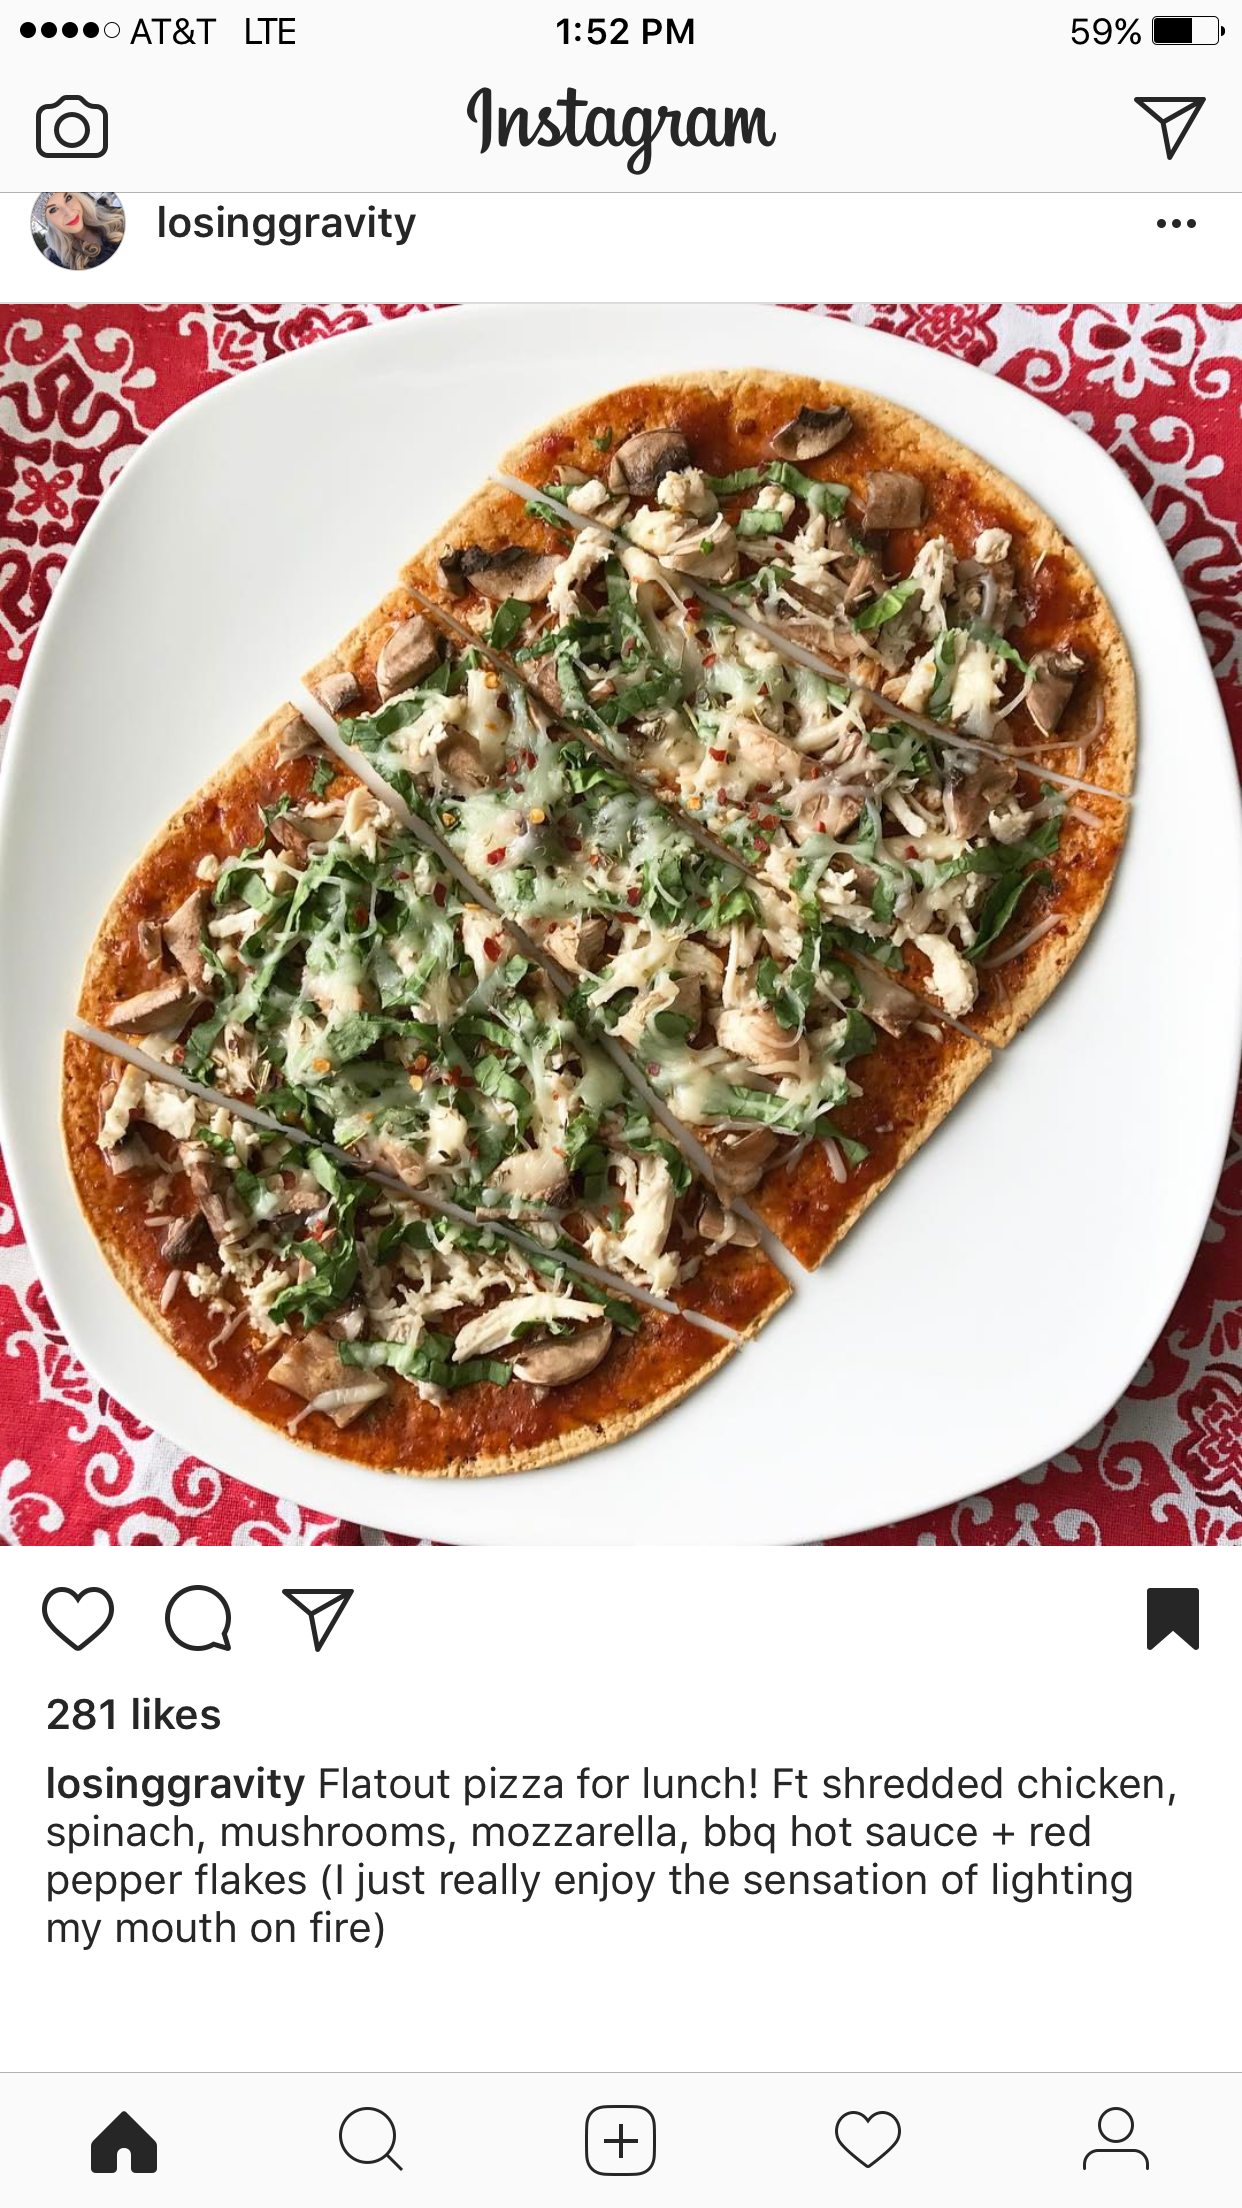 AT&T LTE 1:52 PM 59%
Instagram
losinggravity
281 likes
losinggravity Flatout pizza for lunch! Ft shredded chicken,
spinach, mushrooms, mozzarella, bbq hot sauce + red
pepper flakes (I just really enjoy the sensation of lighting
my mouth on fire)